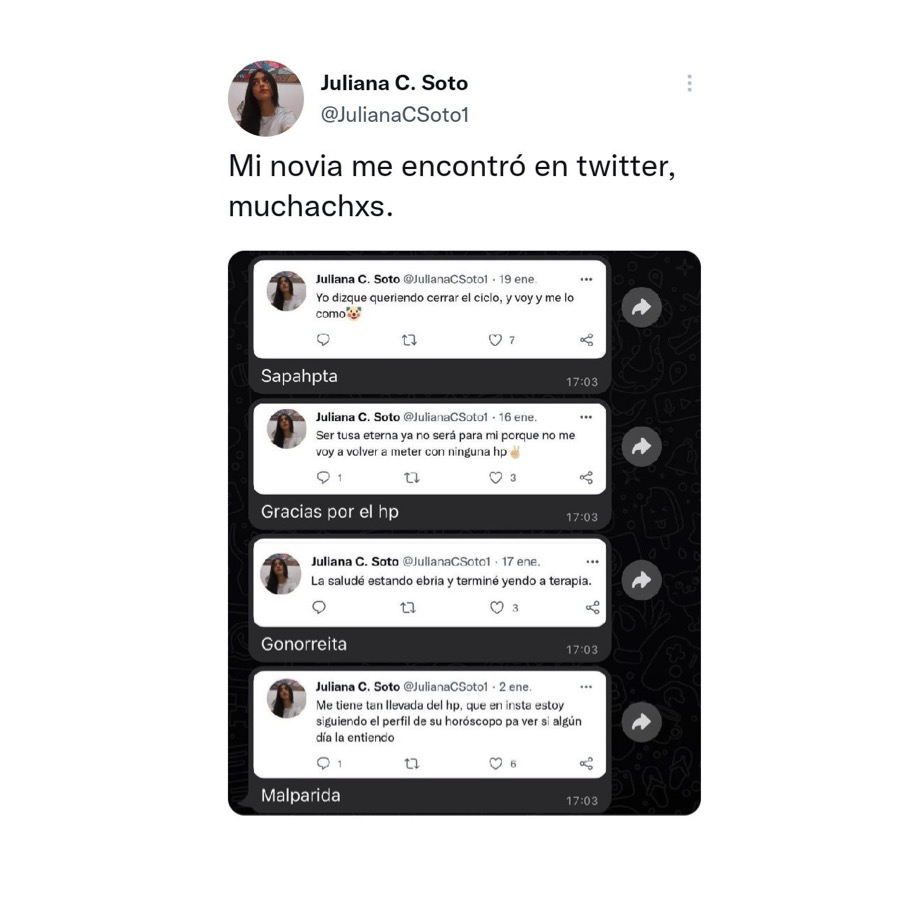 Juliana C. Soto
@JulianaCSoto1
Mi novia me encontró en twitter,
muchachxs.
Juliana C. Soto @JulianaCSoto1 · 19 ene.
Yo dizque queriendo cerrar el ciclo, y voy y me lo
como🤡
7
Sapahpta
17:03
Juliana C. Soto @JulianaCSoto1 · 16 ene.
Ser tusa eterna ya no será para mi porque no me
voy a volver a meter con ninguna hp✌🏼
1 3
Gracias por el hp
17:03
Juliana C. Soto @JulianaCSoto1 · 17 ene.
La saludé estando ebria y terminé yendo a terapia.
3
Gonorreita
17:03
Juliana C. Soto @JulianaCSoto1 · 2 ene.
Me tiene tan llevada del hp, que en insta estoy
siguiendo el perfil de su horóscopo pa ver si algún
día la entiendo
1 6
Malparida
17:03